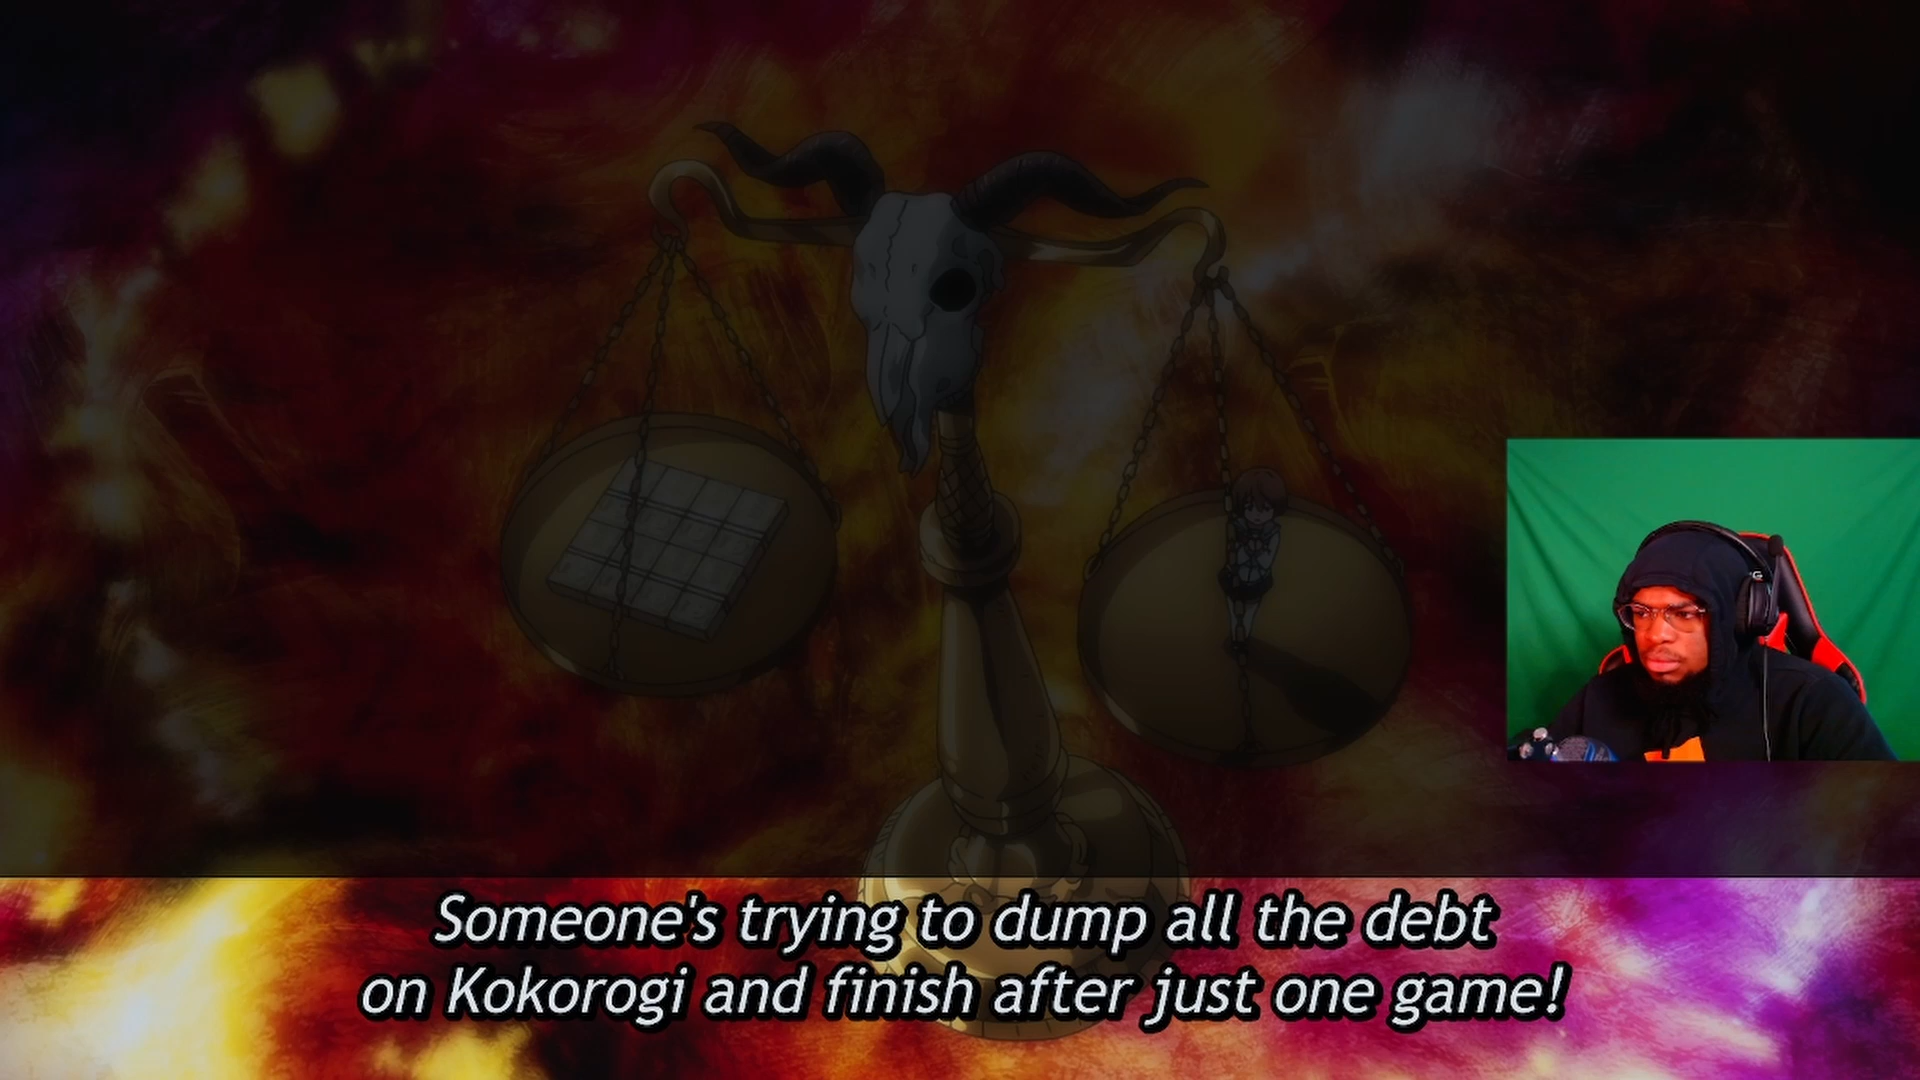 Someone's trying to dump all the debt
on Kokorogi and finish after just one game!